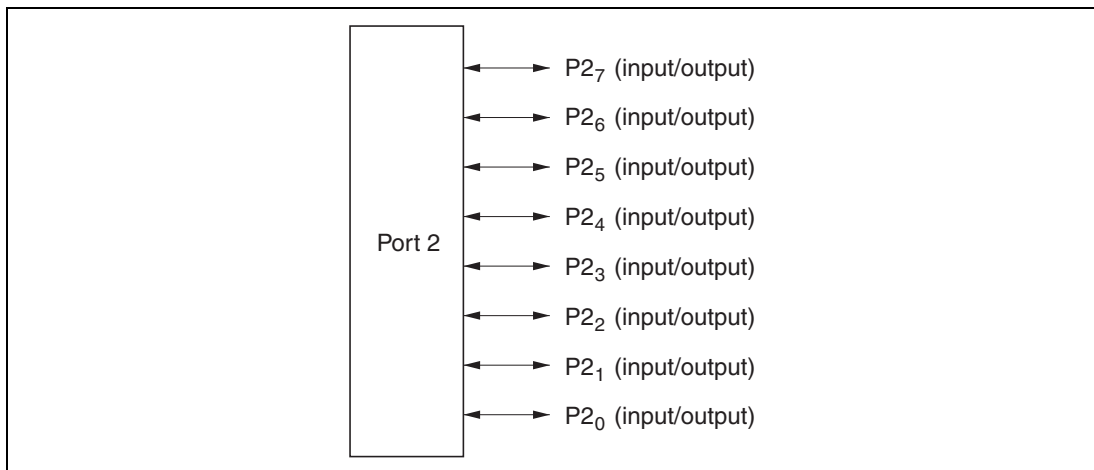 P2₇ (input/output)
P2₆ (input/output)
P2₅ (input/output)
P2₄ (input/output)
Port 2
P2₃ (input/output)
P2₂ (input/output)
P2₁ (input/output)
P2₀ (input/output)